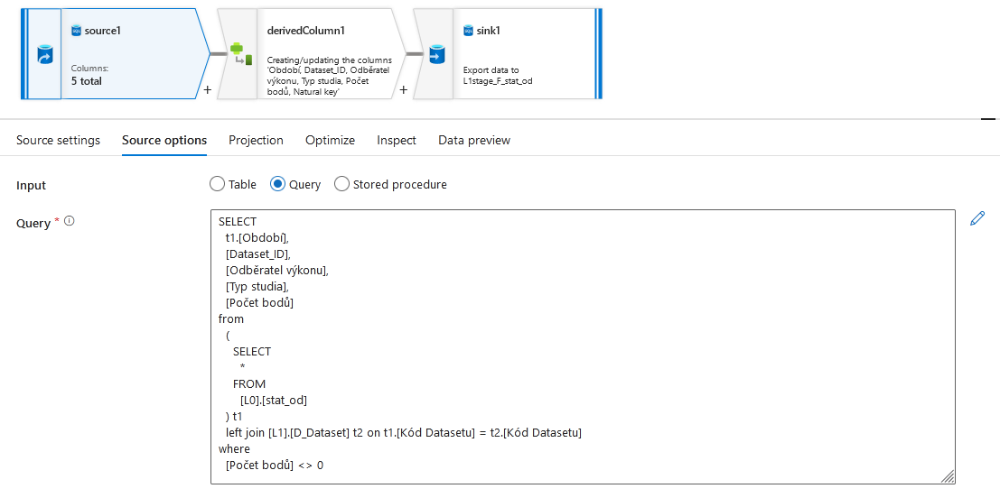 source1
Columns:
5 total
+
derivedColumn1
Creating/updating the columns
'Období, Dataset_ID, Odběratel
výkonu, Typ studia, Počet
bodů, Natural key'
+
sink1
Export data to
L1stage_F_stat_od
Source settings
Source options
Projection
Optimize
Inspect
Data preview
Input
Table
Query
Stored procedure
Query *
SELECT
t1.[Období],
[Dataset_ID],
[Odběratel výkonu],
[Typ studia],
[Počet bodů]
from
(
SELECT
*
FROM
[L0].[stat_od]
) t1
left join [L1].[D_Dataset] t2 on t1.[Kód Datasetu] = t2.[Kód Datasetu]
where
[Počet bodů] <> 0